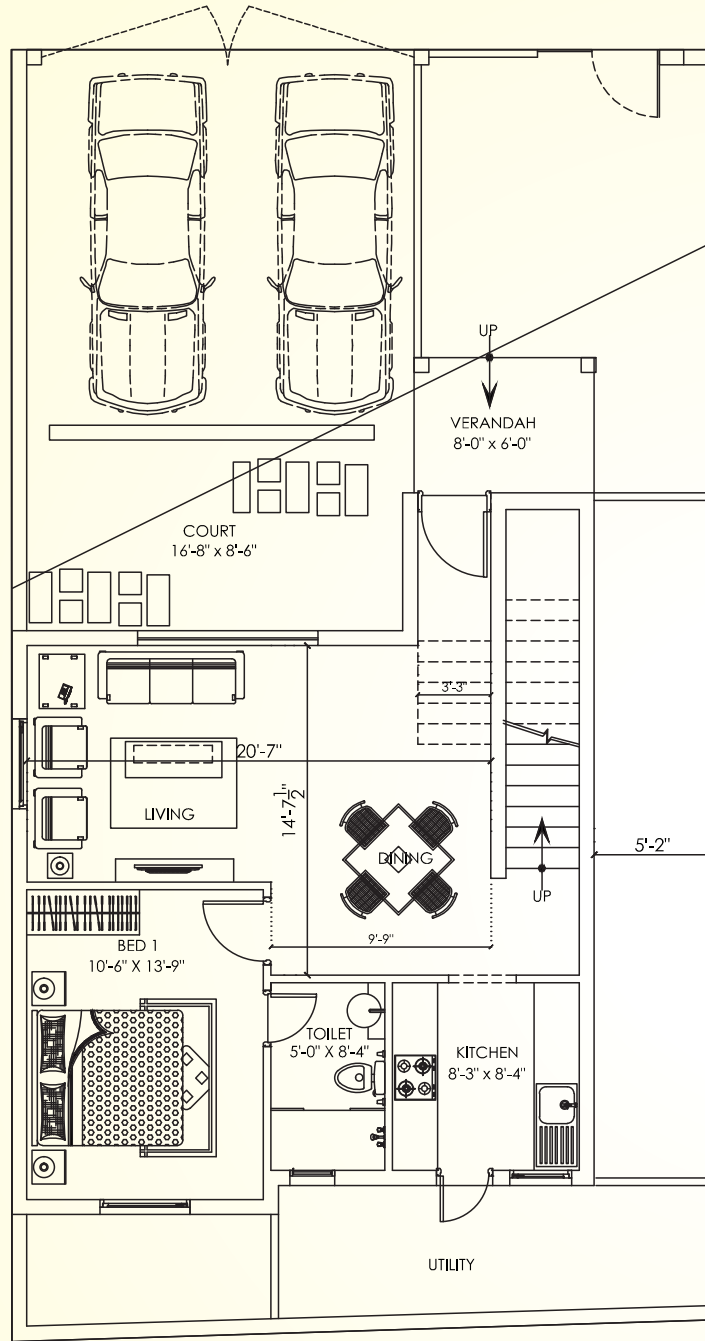 UP
VERANDAH
8'-0" x 6'-0"
COURT
16'-8" x 8'-6"
3'-3"
20'-7"
14'-7 1/2"
LIVING
DINING
5'-2"
UP
9'-9"
BED 1
10'-6" X 13'-9"
TOILET
5'-0" X 8'-4"
KITCHEN
8'-3" x 8'-4"
UTILITY